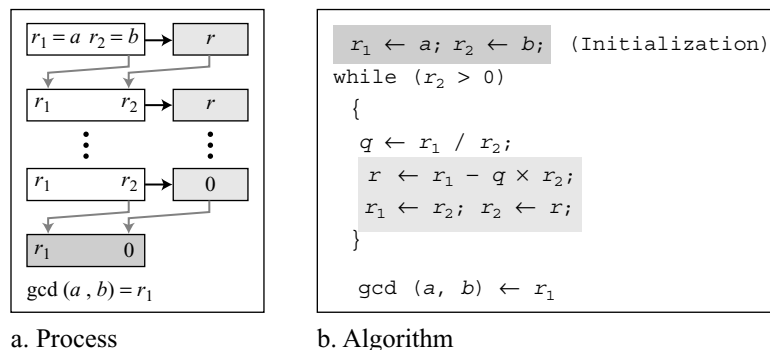 r₁ = a r₂ = b r
r₁ r₂ r
r₁ r₂ 0
r₁ 0
gcd (a , b) = r₁
a. Process
r₁ ← a; r₂ ← b; (Initialization)
while (r₂ > 0)
{
q ← r₁ / r₂;
r ← r₁ − q × r₂;
r₁ ← r₂; r₂ ← r;
}
gcd (a, b) ← r₁
b. Algorithm